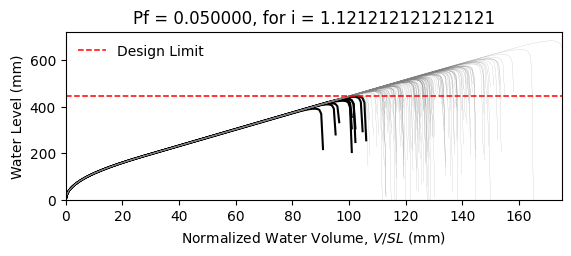 Pf = 0.050000, for i = 1.121212121212121
Design Limit
Water Level (mm)
600
400
200
0
0 20 40 60 80 100 120 140 160
Normalized Water Volume, V/SL (mm)